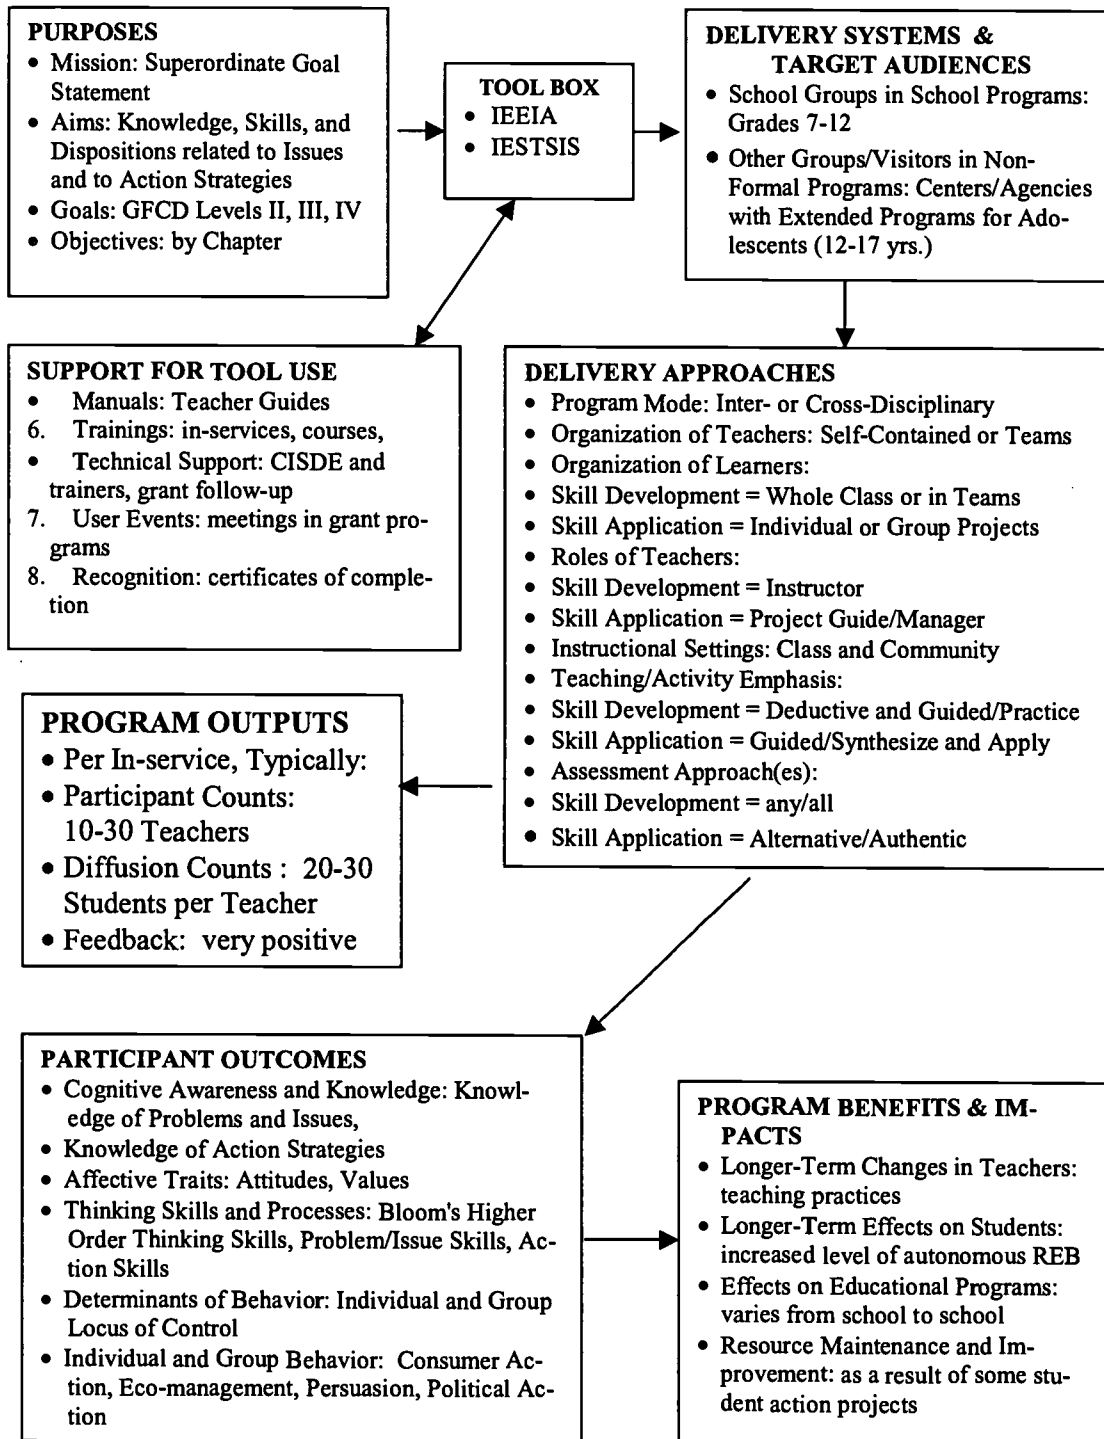 PURPOSES
• Mission: Superordinate Goal
Statement
• Aims: Knowledge, Skills, and
Dispositions related to Issues
and to Action Strategies
• Goals: GFCD Levels II, III, IV
• Objectives: by Chapter
TOOL BOX
• IEEIA
• IESTSIS
DELIVERY SYSTEMS &
TARGET AUDIENCES
• School Groups in School Programs:
Grades 7-12
• Other Groups/Visitors in Non-
Formal Programs: Centers/Agencies
with Extended Programs for Ado-
lescents (12-17 yrs.)
SUPPORT FOR TOOL USE
• Manuals: Teacher Guides
6. Trainings: in-services, courses,
• Technical Support: CISDE and
trainers, grant follow-up
7. User Events: meetings in grant pro-
grams
8. Recognition: certificates of comple-
tion
DELIVERY APPROACHES
• Program Mode: Inter- or Cross-Disciplinary
• Organization of Teachers: Self-Contained or Teams
• Organization of Learners:
• Skill Development = Whole Class or in Teams
• Skill Application = Individual or Group Projects
• Roles of Teachers:
• Skill Development = Instructor
• Skill Application = Project Guide/Manager
• Instructional Settings: Class and Community
• Teaching/Activity Emphasis:
• Skill Development = Deductive and Guided/Practice
• Skill Application = Guided/Synthesize and Apply
• Assessment Approach(es):
• Skill Development = any/all
• Skill Application = Alternative/Authentic
PROGRAM OUTPUTS
• Per In-service, Typically:
• Participant Counts:
10-30 Teachers
• Diffusion Counts : 20-30
Students per Teacher
• Feedback: very positive
PARTICIPANT OUTCOMES
• Cognitive Awareness and Knowledge: Knowl-
edge of Problems and Issues,
• Knowledge of Action Strategies
• Affective Traits: Attitudes, Values
• Thinking Skills and Processes: Bloom's Higher
Order Thinking Skills, Problem/Issue Skills, Ac-
tion Skills
• Determinants of Behavior: Individual and Group
Locus of Control
• Individual and Group Behavior: Consumer Ac-
tion, Eco-management, Persuasion, Political Ac-
tion
PROGRAM BENEFITS & IM-
PACTS
• Longer-Term Changes in Teachers:
teaching practices
• Longer-Term Effects on Students:
increased level of autonomous REB
• Effects on Educational Programs:
varies from school to school
• Resource Maintenance and Im-
provement: as a result of some stu-
dent action projects